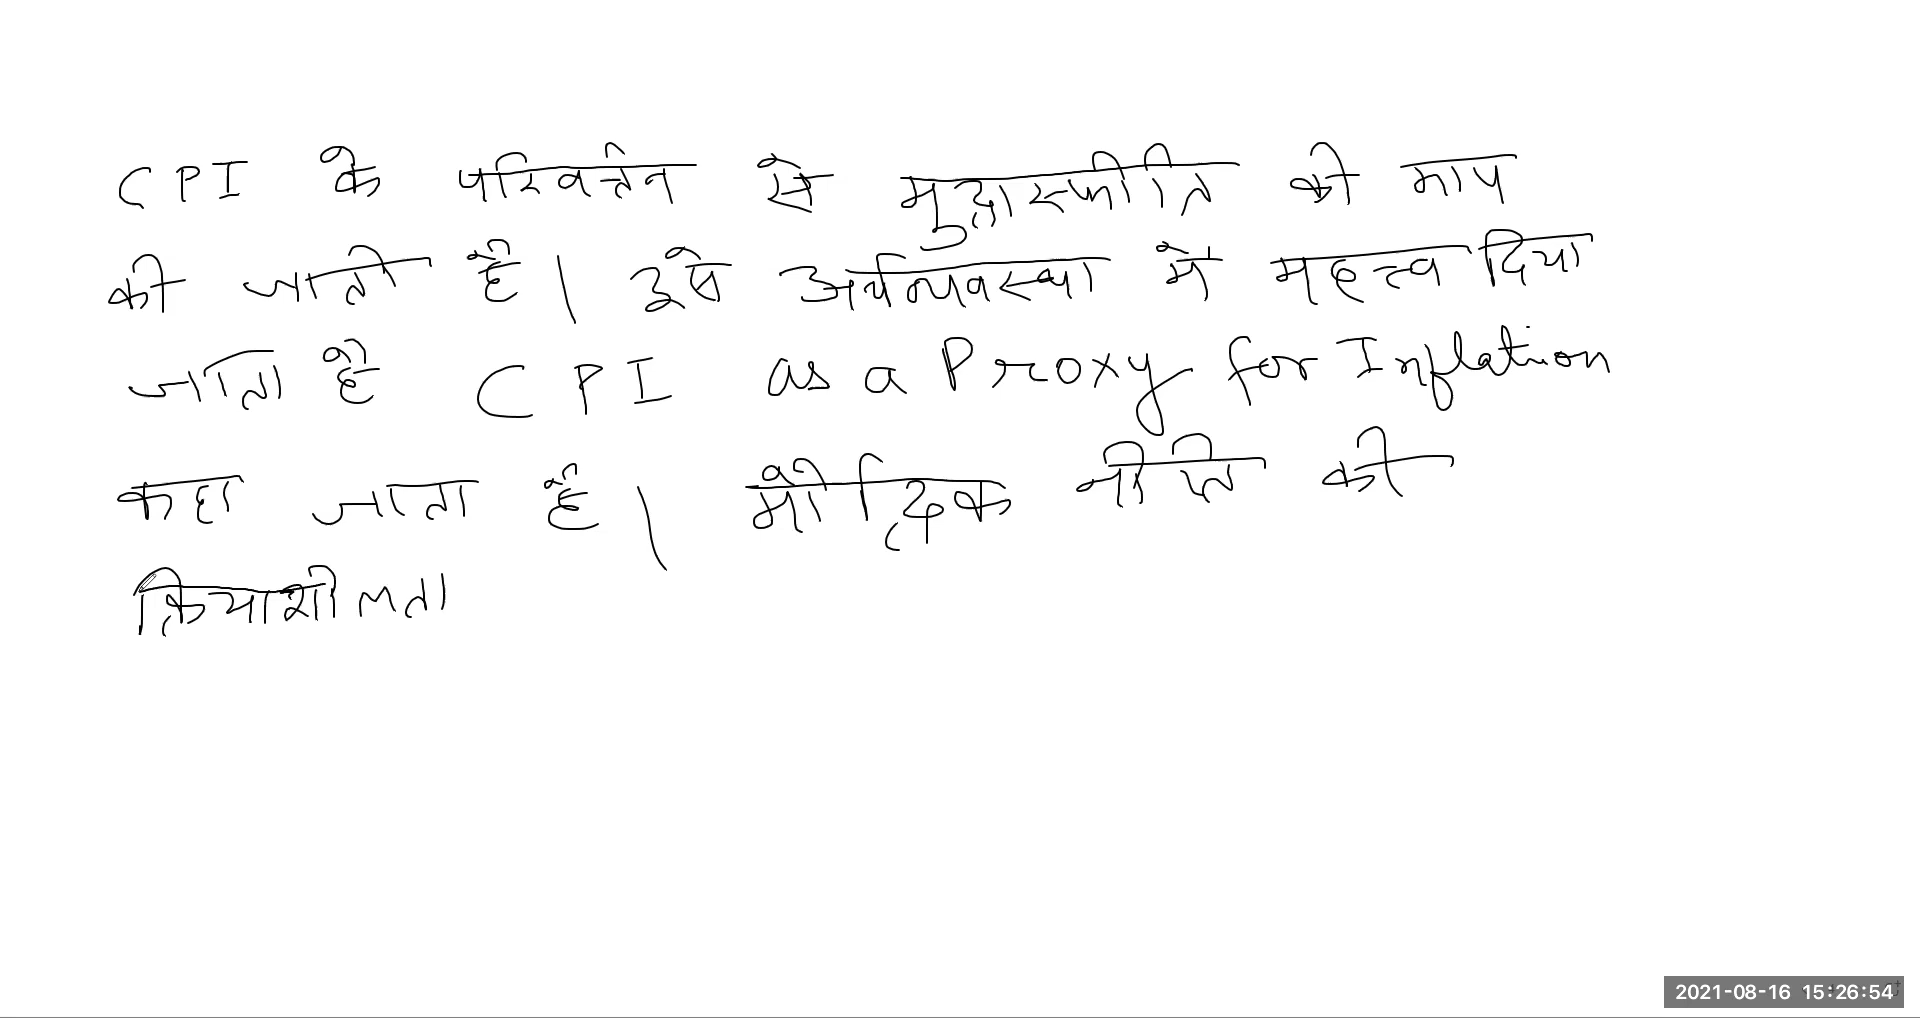 CPI के परिवर्तन से मुद्रास्फीति की माप
की जाती है। इसे अर्थव्यवस्था में महत्व दिया
जाता है CPI as a Proxy for Inflation
कहा जाता है। मौद्रिक नीति की
क्रियाशीलता
2021-08-16 15:26:54